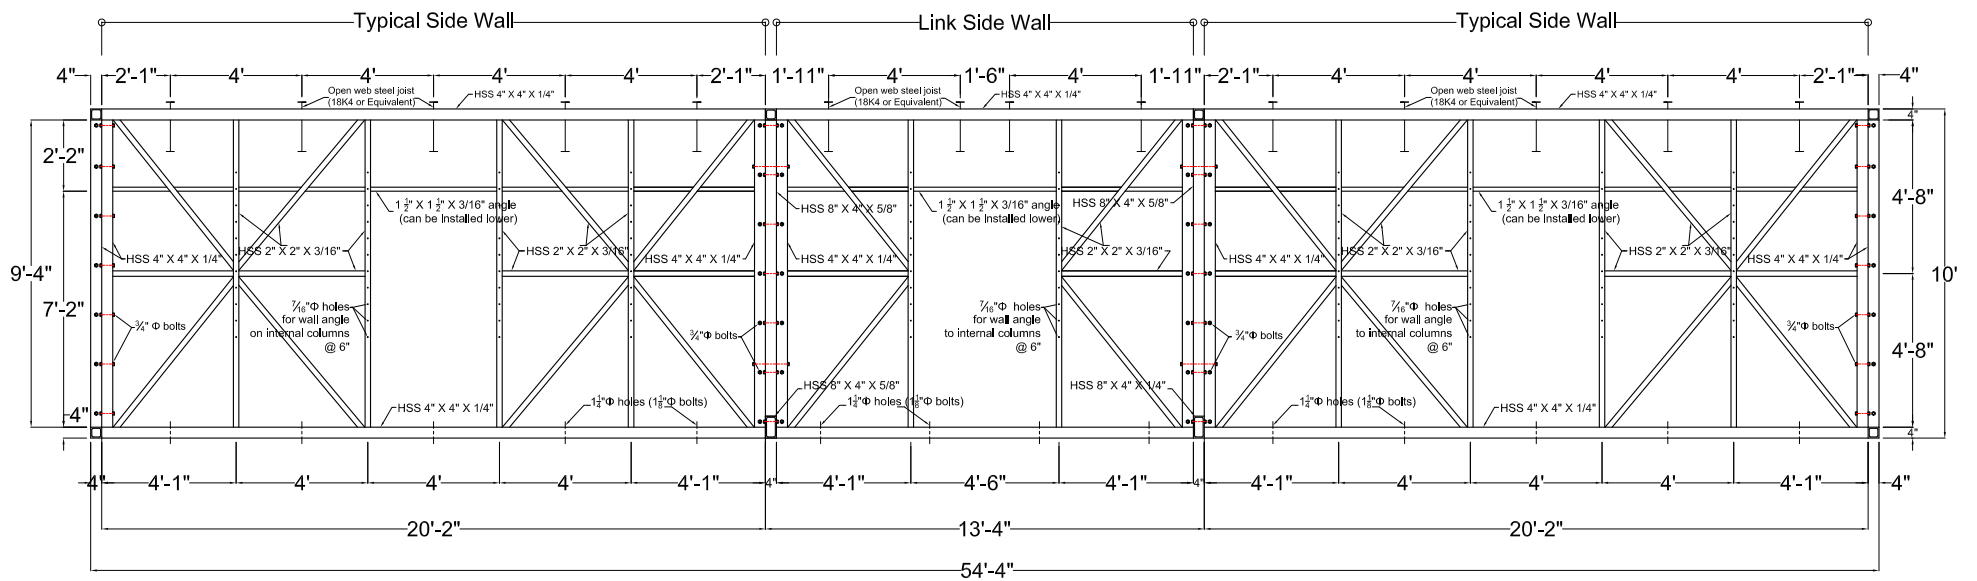 Typical Side Wall Link Side Wall Typical Side Wall
4" 2'-1" 4' 4' 4' 4' 2'-1" 1'-11" 4' 1'-6" 4' 1'-11" 2'-1" 4' 4' 4' 4' 2'-1" 4"
Open web steel joist
(18K4 or Equivalent)
HSS 4" X 4" X 1/4"
Open web steel joist
(18K4 or Equivalent)
HSS 4" X 4" X 1/4"
Open web steel joist
(18K4 or Equivalent)
HSS 4" X 4" X 1/4"
4"
2'-2"
9'-4"
7'-2"
4"
1 1/2" X 1 1/2" X 3/16" angle
(can be Installed lower)
HSS 8" X 4" X 5/8"
1 1/2" X 1 1/2" X 3/16" angle
(can be Installed lower)
HSS 8" X 4" X 5/8"
1 1/2" X 1 1/2" X 3/16" angle
(can be Installed lower)
HSS 4" X 4" X 1/4" HSS 2" X 2" X 3/16" HSS 2" X 2" X 3/16" HSS 4" X 4" X 1/4" HSS 4" X 4" X 1/4" HSS 2" X 2" X 3/16" HSS 4" X 4" X 1/4" HSS 2" X 2" X 3/16" HSS 2" X 2" X 3/16" HSS 4" X 4" X 1/4"
3/4" Φ bolts
7/16"Φ holes
for wall angle
on internal columns
@ 6"
3/4"Φ bolts
7/16"Φ holes
for wall angle
to internal columns
@ 6"
3/4"Φ bolts
7/16"Φ holes
for wall angle
to internal columns
@ 6"
3/4"Φ bolts
HSS 4" X 4" X 1/4"
1 1/4"Φ holes (1 1/8"Φ bolts)
HSS 8" X 4" X 5/8"
1 1/4"Φ holes (1 1/8"Φ bolts)
HSS 8" X 4" X 1/4"
1 1/4"Φ holes (1 1/8"Φ bolts)
HSS 4" X 4" X 1/4"
4'-8"
10'
4'-8"
4"
4" 4'-1" 4' 4' 4' 4'-1" 4" 4'-1" 4'-6" 4'-1" 4" 4'-1" 4' 4' 4' 4'-1" 4"
20'-2" 13'-4" 20'-2"
54'-4"